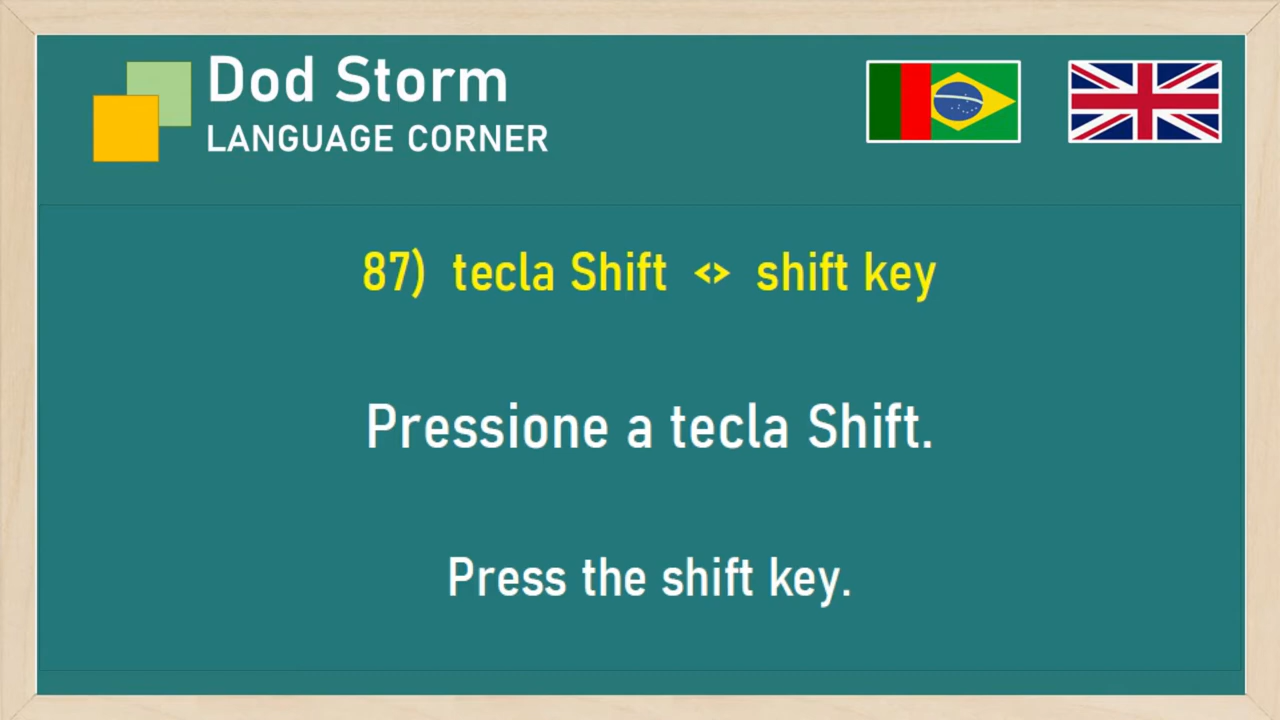 Dod Storm
LANGUAGE CORNER
87) tecla Shift <> shift key
Pressione a tecla Shift.
Press the shift key.